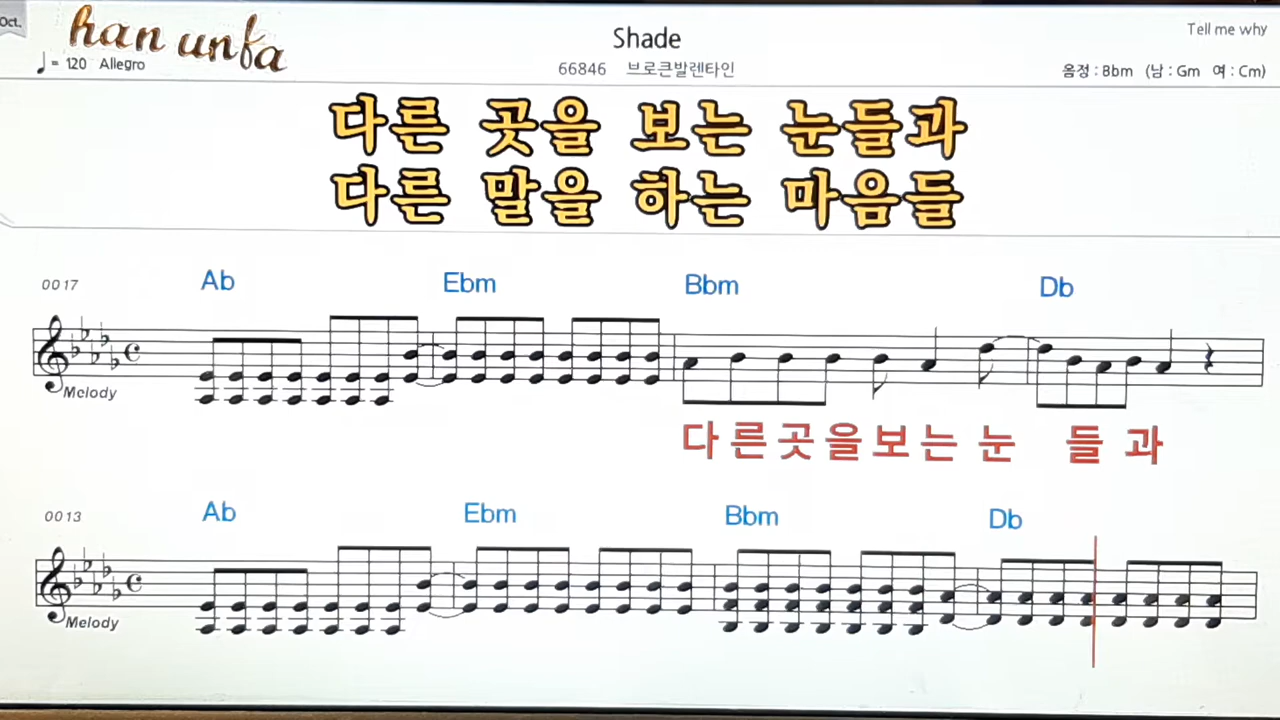 Oct.
han unfa
♩ = 120 Allegro
Shade
66846 브로큰발렌타인
Tell me why
음정 : Bbm (남 : Gm 여 : Cm)
다른 곳을 보는 눈들과
다른 말을 하는 마음들
0017
Ab Ebm Bbm Db
Melody
다른곳을보는눈 들과
0013
Ab Ebm Bbm Db
Melody